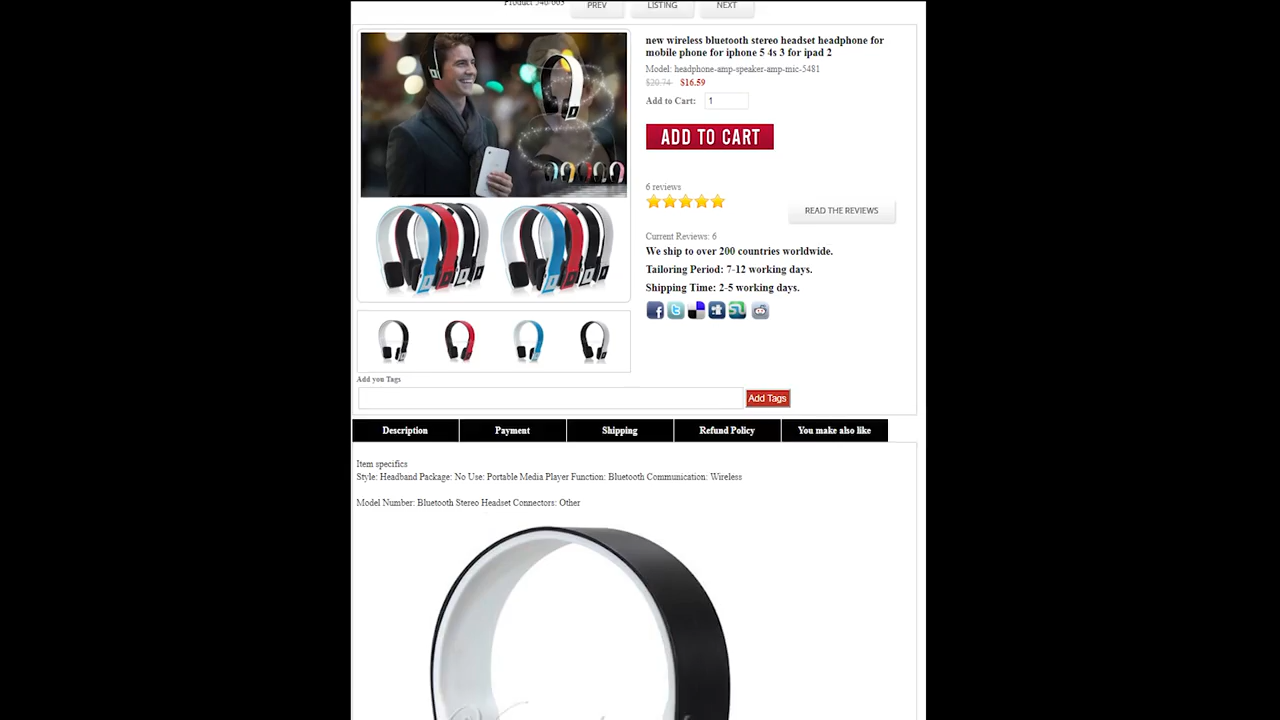 PREV LISTING NEXT
new wireless bluetooth stereo headset headphone for
mobile phone for iphone 5 4s 3 for ipad 2
Model: headphone-amp-speaker-amp-mic-5481
$20.74 $16.59
Add to Cart: 1
ADD TO CART
6 reviews
READ THE REVIEWS
Current Reviews: 6
We ship to over 200 countries worldwide.
Tailoring Period: 7-12 working days.
Shipping Time: 2-5 working days.
Add you Tags
Add Tags
Description Payment Shipping Refund Policy You make also like
Item specifics
Style: Headband Package: No Use: Portable Media Player Function: Bluetooth Communication: Wireless
Model Number: Bluetooth Stereo Headset Connectors: Other